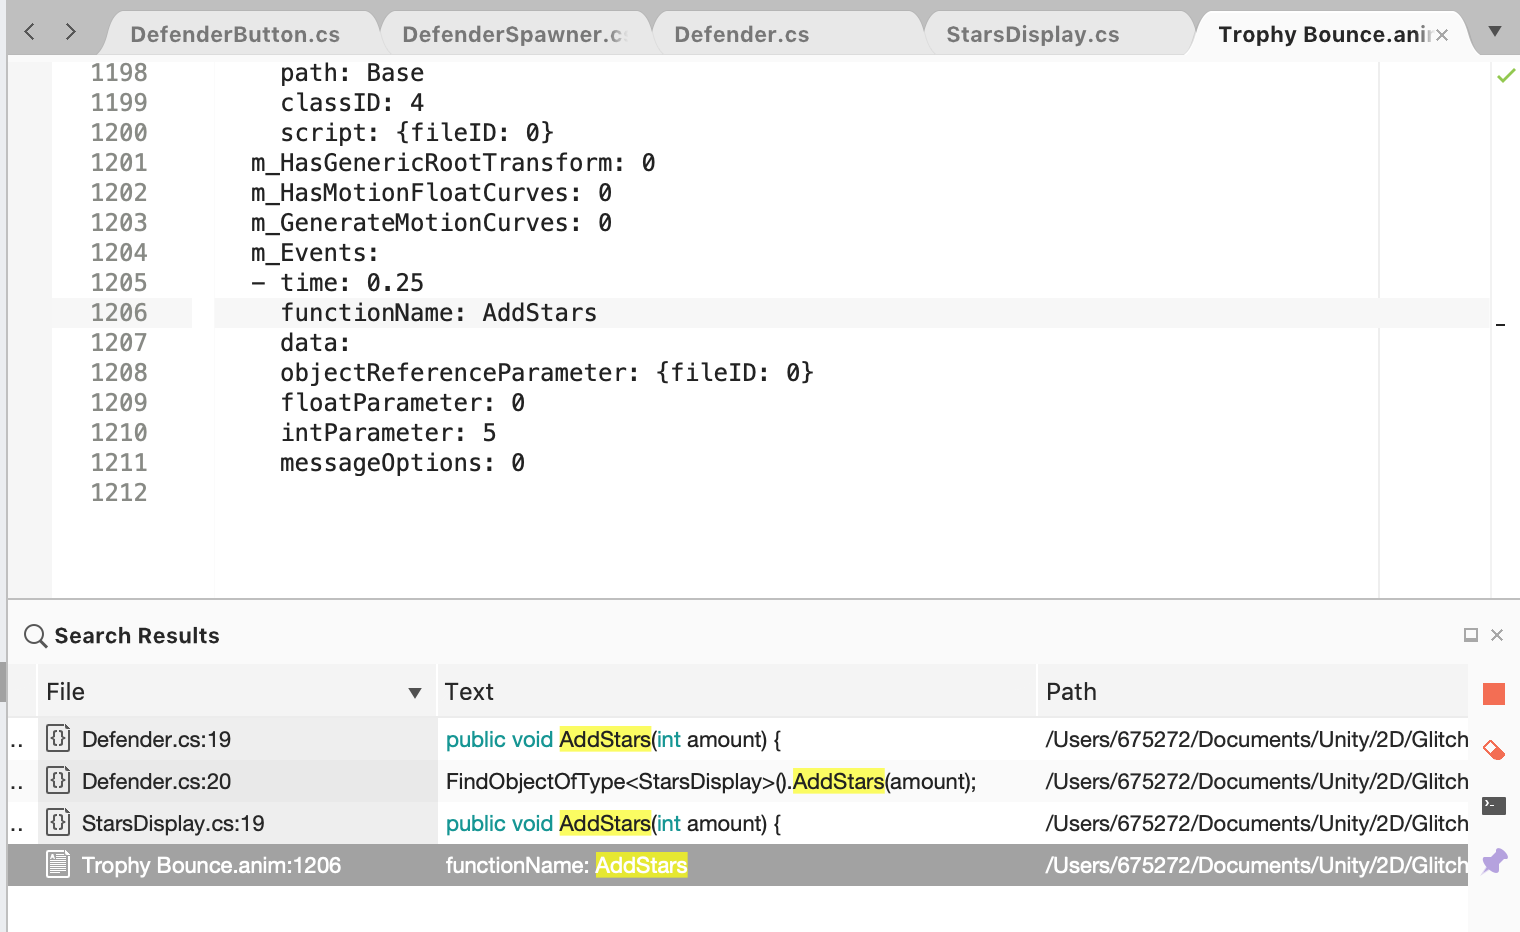 DefenderButton.cs DefenderSpawner.c Defender.cs StarsDisplay.cs Trophy Bounce.ani
1198 path: Base
1199 classID: 4
1200 script: {fileID: 0}
1201 m_HasGenericRootTransform: 0
1202 m_HasMotionFloatCurves: 0
1203 m_GenerateMotionCurves: 0
1204 m_Events:
1205 - time: 0.25
1206 functionName: AddStars
1207 data:
1208 objectReferenceParameter: {fileID: 0}
1209 floatParameter: 0
1210 intParameter: 5
1211 messageOptions: 0
1212
Search Results
File Text Path
.. {} Defender.cs:19 public void AddStars(int amount) { /Users/675272/Documents/Unity/2D/Glitch
.. {} Defender.cs:20 FindObjectOfType<StarsDisplay>().AddStars(amount); /Users/675272/Documents/Unity/2D/Glitch
.. {} StarsDisplay.cs:19 public void AddStars(int amount) { /Users/675272/Documents/Unity/2D/Glitch
Trophy Bounce.anim:1206 functionName: AddStars /Users/675272/Documents/Unity/2D/Glitch